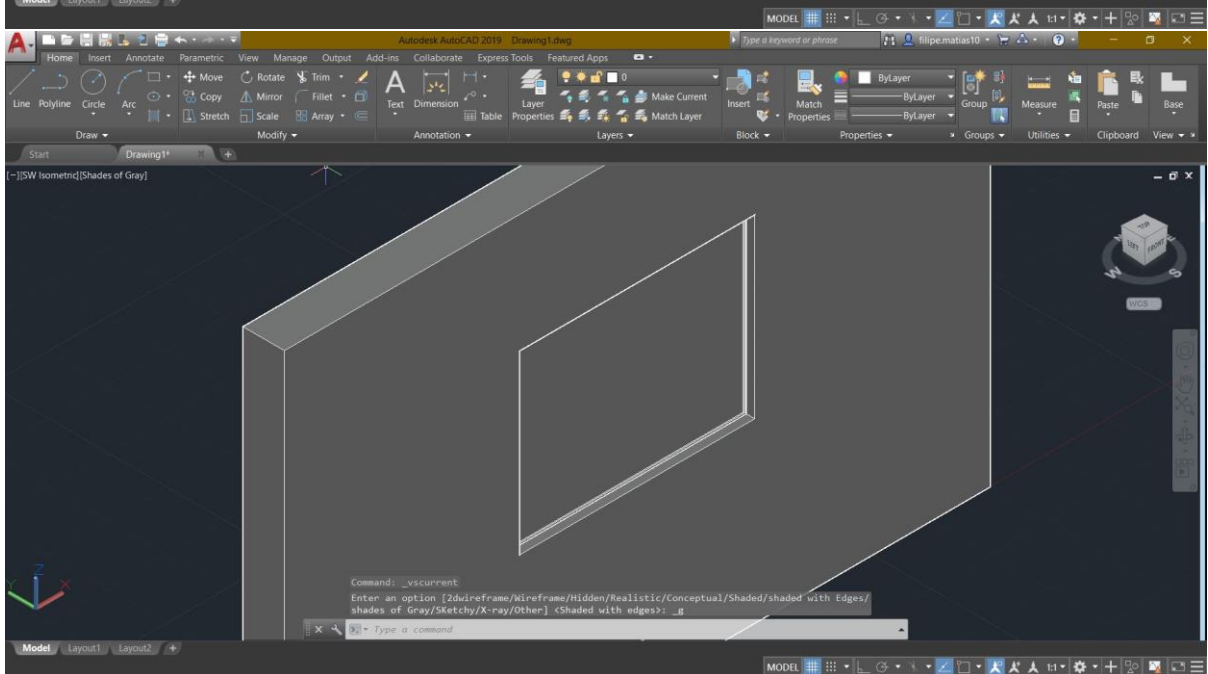 Model Layout1 Layout2 +
MODEL 1:1
Autodesk AutoCAD 2019 Drawing1.dwg Type a keyword or phrase filipe.matias10
Home Insert Annotate Parametric View Manage Output Add-ins Collaborate Express Tools Featured Apps
Move Rotate Trim 0
Copy Mirror Fillet Make Current
Stretch Scale Array Table Match Layer
Line Polyline Circle Arc Text Dimension Layer Properties Insert Match Properties ByLayer ByLayer ByLayer Group Measure Paste Base
Draw Modify Annotation Layers Block Properties Groups Utilities Clipboard View
Start Drawing1* +
[−][SW Isometric][Shades of Gray]
TOP
LEFT FRONT
W S
WCS
Z
Y X
Command: _vscurrent
Enter an option [2dwireframe/Wireframe/Hidden/Realistic/Conceptual/Shaded/shaded with Edges/
shades of Gray/SKetchy/X-ray/Other] <Shaded with edges>: _g
Type a command
Model Layout1 Layout2 +
MODEL 1:1